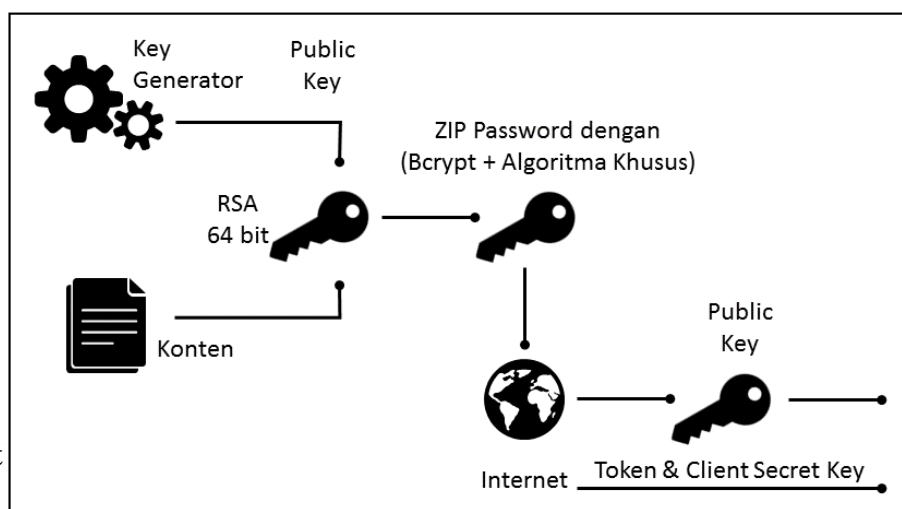 Key
Generator
Public
Key
ZIP Password dengan
(Bcrypt + Algoritma Khusus)
RSA
64 bit
Konten
Public
Key
Internet
Token & Client Secret Key
t